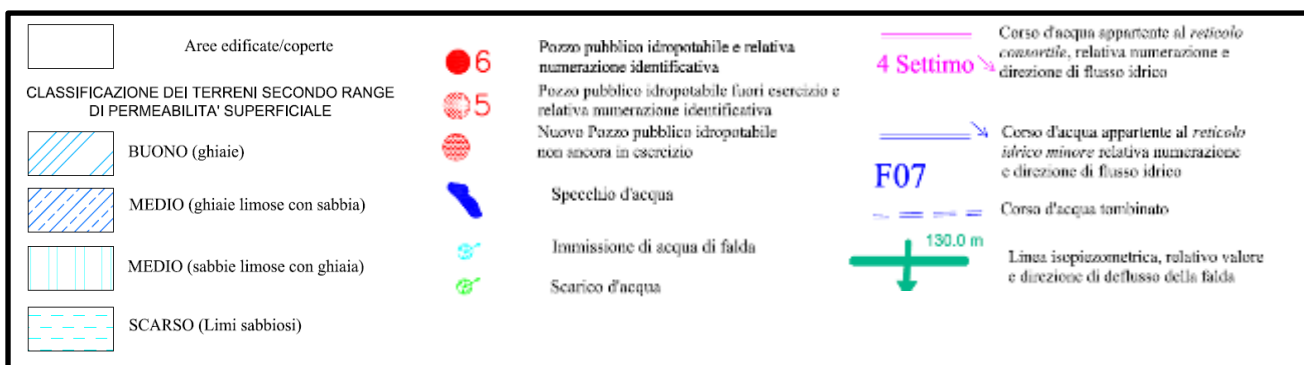 Aree edificate/coperte
CLASSIFICAZIONE DEI TERRENI SECONDO RANGE
DI PERMEABILITA' SUPERFICIALE
BUONO (ghiaie)
MEDIO (ghiaie limose con sabbia)
MEDIO (sabbie limose con ghiaia)
SCARSO (Limi sabbiosi)
6
Pozzo pubblico idropotabile e relativa
numerazione identificativa
5
Pozzo pubblico idropotabile fuori esercizio e
relativa numerazione identificativa
Nuovo Pozzo pubblico idropotabile
non ancora in esercizio
Specchio d'acqua
Immissione di acqua di falda
Scarico d'acqua
4 Settimo
Corso d'acqua appartente al reticolo
consortile, relativa numerazione e
direzione di flusso idrico
F07
Corso d'acqua appartente al reticolo
idrico minore relativa numerazione
e direzione di flusso idrico
Corso d'acqua tombinato
130.0 m
Linea isopiezometrica, relativo valore
e direzione di deflusso della falda